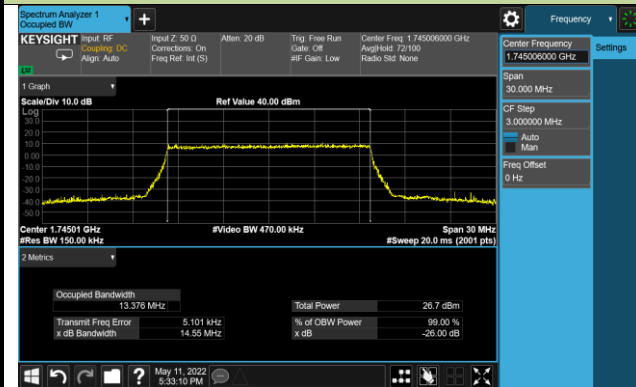 Spectrum Analyzer 1
Occupied BW
+
Frequency
KEYSIGHT
Input: RF
Coupling: DC
Align: Auto
Input Z: 50 Ω
Corrections: On
Freq Ref: Int (S)
Atten: 20 dB
Trig: Free Run
Gate: Off
#IF Gain: Low
Center Freq: 1.745006000 GHz
Avg|Hold: 72/100
Radio Std: None
Center Frequency
1.745006000 GHz
Settings
Span
30.000 MHz
CF Step
3.000000 MHz
Auto
Man
Freq Offset
0 Hz
1 Graph
Scale/Div 10.0 dB
Ref Value 40.00 dBm
Log
30.0
20.0
10.0
0.00
-10.0
-20.0
-30.0
-40.0
-50.0
Center 1.74501 GHz
#Video BW 470.00 kHz
Span 30 MHz
#Res BW 150.00 kHz
#Sweep 20.0 ms (2001 pts)
2 Metrics
Occupied Bandwidth
13.376 MHz
Total Power 26.7 dBm
Transmit Freq Error 5.101 kHz
% of OBW Power 99.00 %
x dB Bandwidth 14.55 MHz
x dB -26.00 dB
?
May 11, 2022
5:33:10 PM